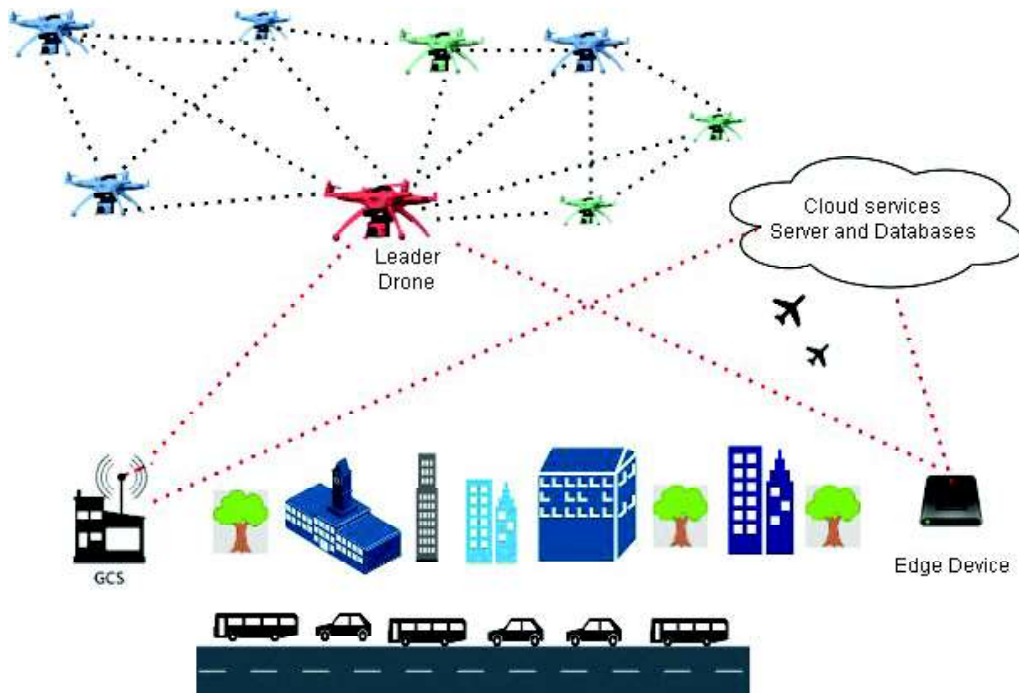 Cloud services
Server and Databases
Leader
Drone
GCS
Edge Device